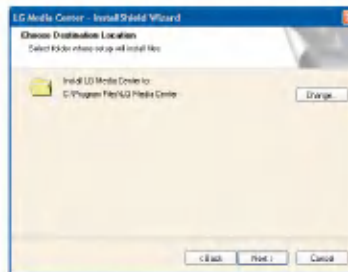 LG Media Center - InstallShield Wizard
Choose Destination Location
Select folder where setup will install files.
Install LG Media Center to:
C:\Program Files\LG Media Center
Change...
< Back
Next >
Cancel